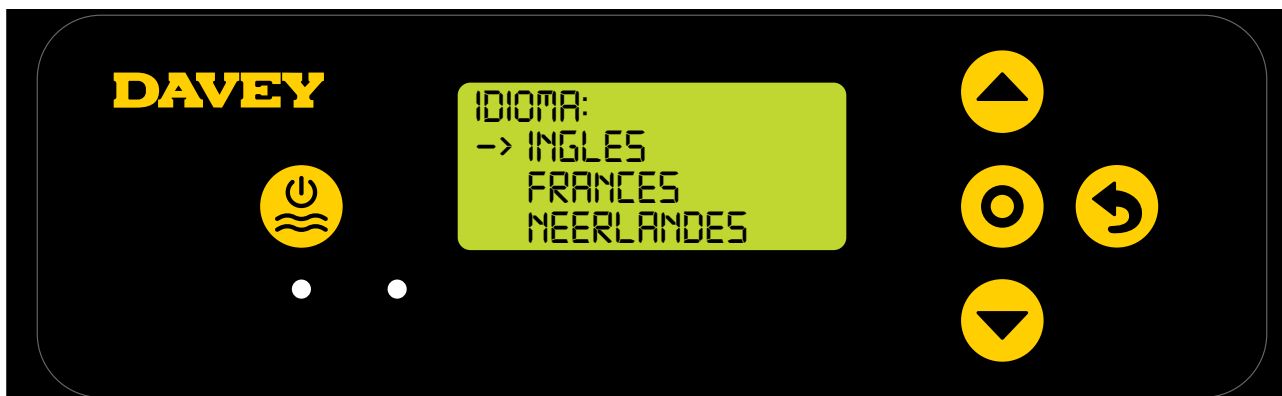 DAVEY
IDIOMA:
-> INGLES
FRANCES
NEERLANDES